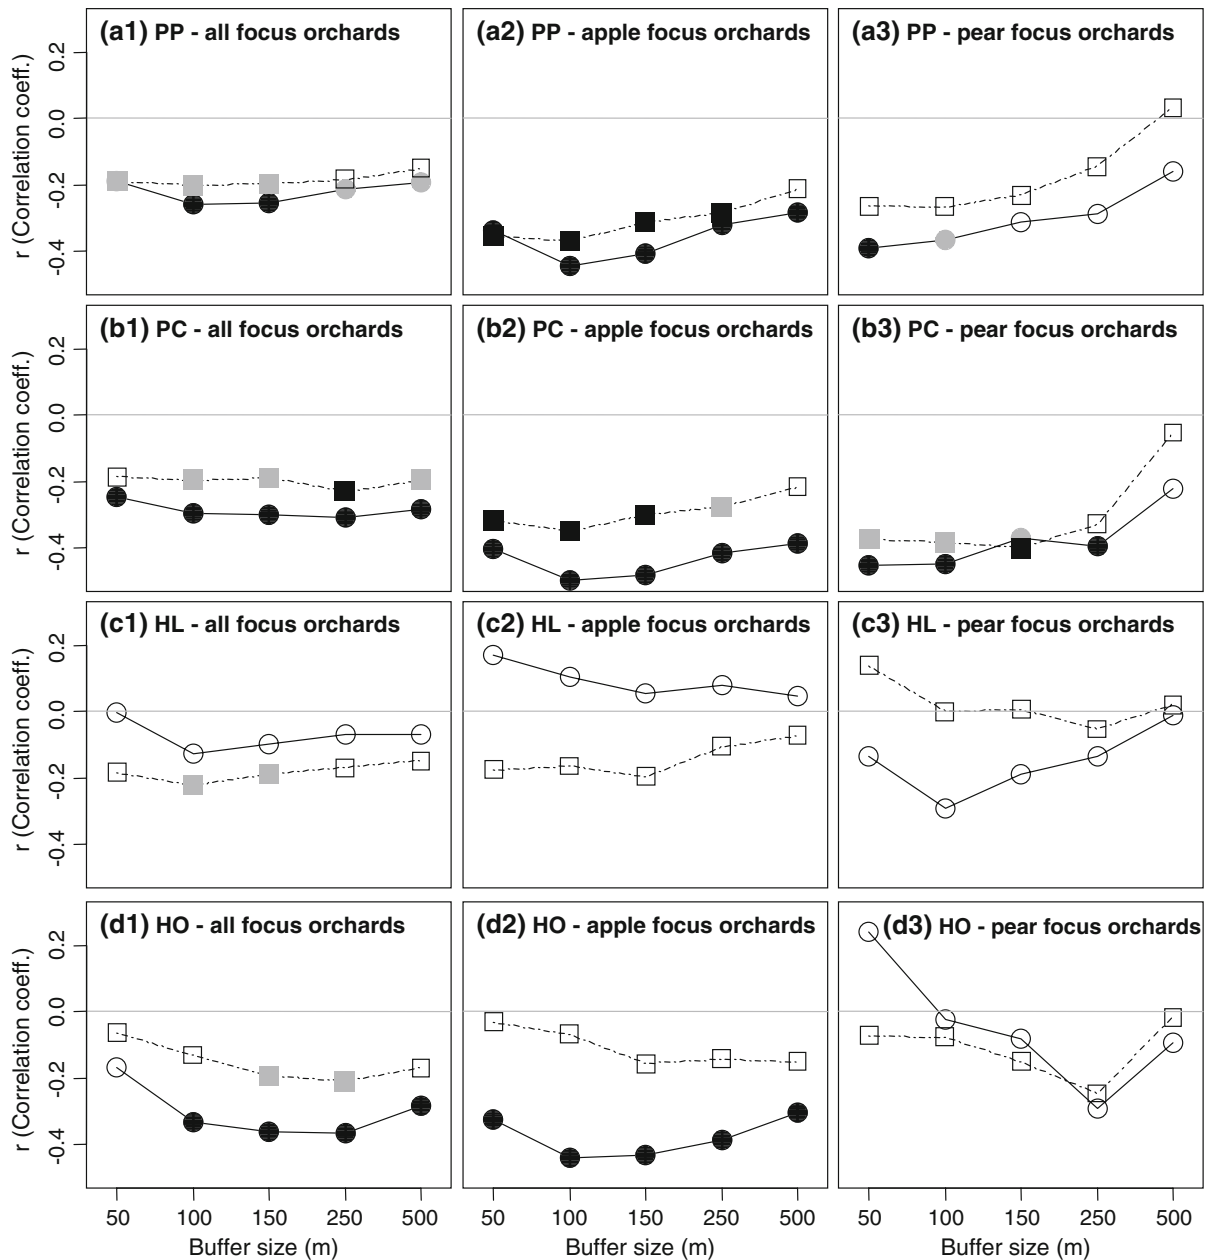 (a1) PP - all focus orchards
(a2) PP - apple focus orchards
(a3) PP - pear focus orchards
r (Correlation coeff.)
0.2
0.0
-0.2
-0.4
(b1) PC - all focus orchards
(b2) PC - apple focus orchards
(b3) PC - pear focus orchards
r (Correlation coeff.)
0.2
0.0
-0.2
-0.4
(c1) HL - all focus orchards
(c2) HL - apple focus orchards
(c3) HL - pear focus orchards
r (Correlation coeff.)
0.2
0.0
-0.2
-0.4
(d1) HO - all focus orchards
(d2) HO - apple focus orchards
(d3) HO - pear focus orchards
r (Correlation coeff.)
0.2
0.0
-0.2
-0.4
50 100 150 250 500
50 100 150 250 500
50 100 150 250 500
Buffer size (m)
Buffer size (m)
Buffer size (m)